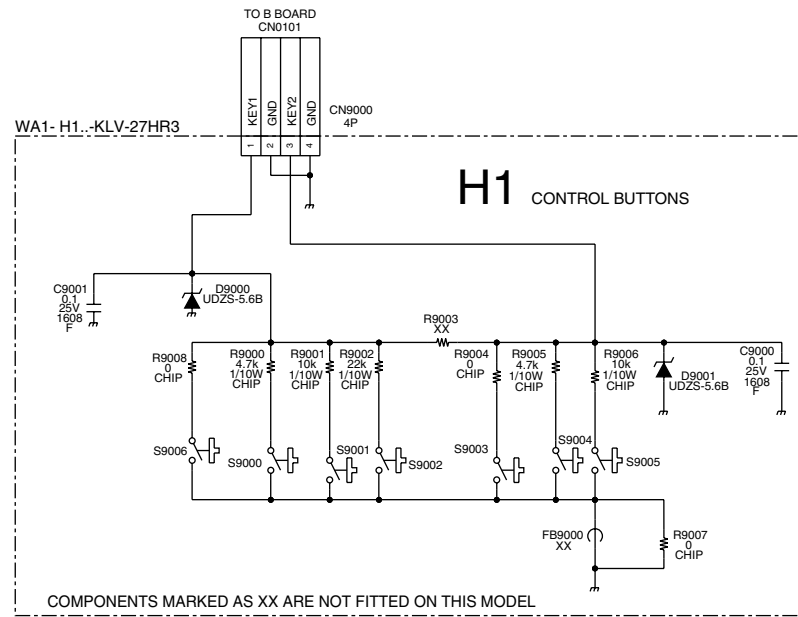 TO B BOARD
CN0101
KEY1
GND
KEY2
GND
CN9000
4P
1
2
3
4
WA1- H1..-KLV-27HR3
H1 CONTROL BUTTONS
C9001
0.1
25V
1608
F
D9000
UDZS-5.6B
R9003
XX
R9008
0
CHIP
R9000
4.7k
1/10W
CHIP
R9001
10k
1/10W
CHIP
R9002
22k
1/10W
CHIP
R9004
0
CHIP
R9005
4.7k
1/10W
CHIP
R9006
10k
1/10W
CHIP
D9001
UDZS-5.6B
C9000
0.1
25V
1608
F
S9006
S9000
S9001
S9002
S9003
S9004
S9005
FB9000
XX
R9007
0
CHIP
COMPONENTS MARKED AS XX ARE NOT FITTED ON THIS MODEL